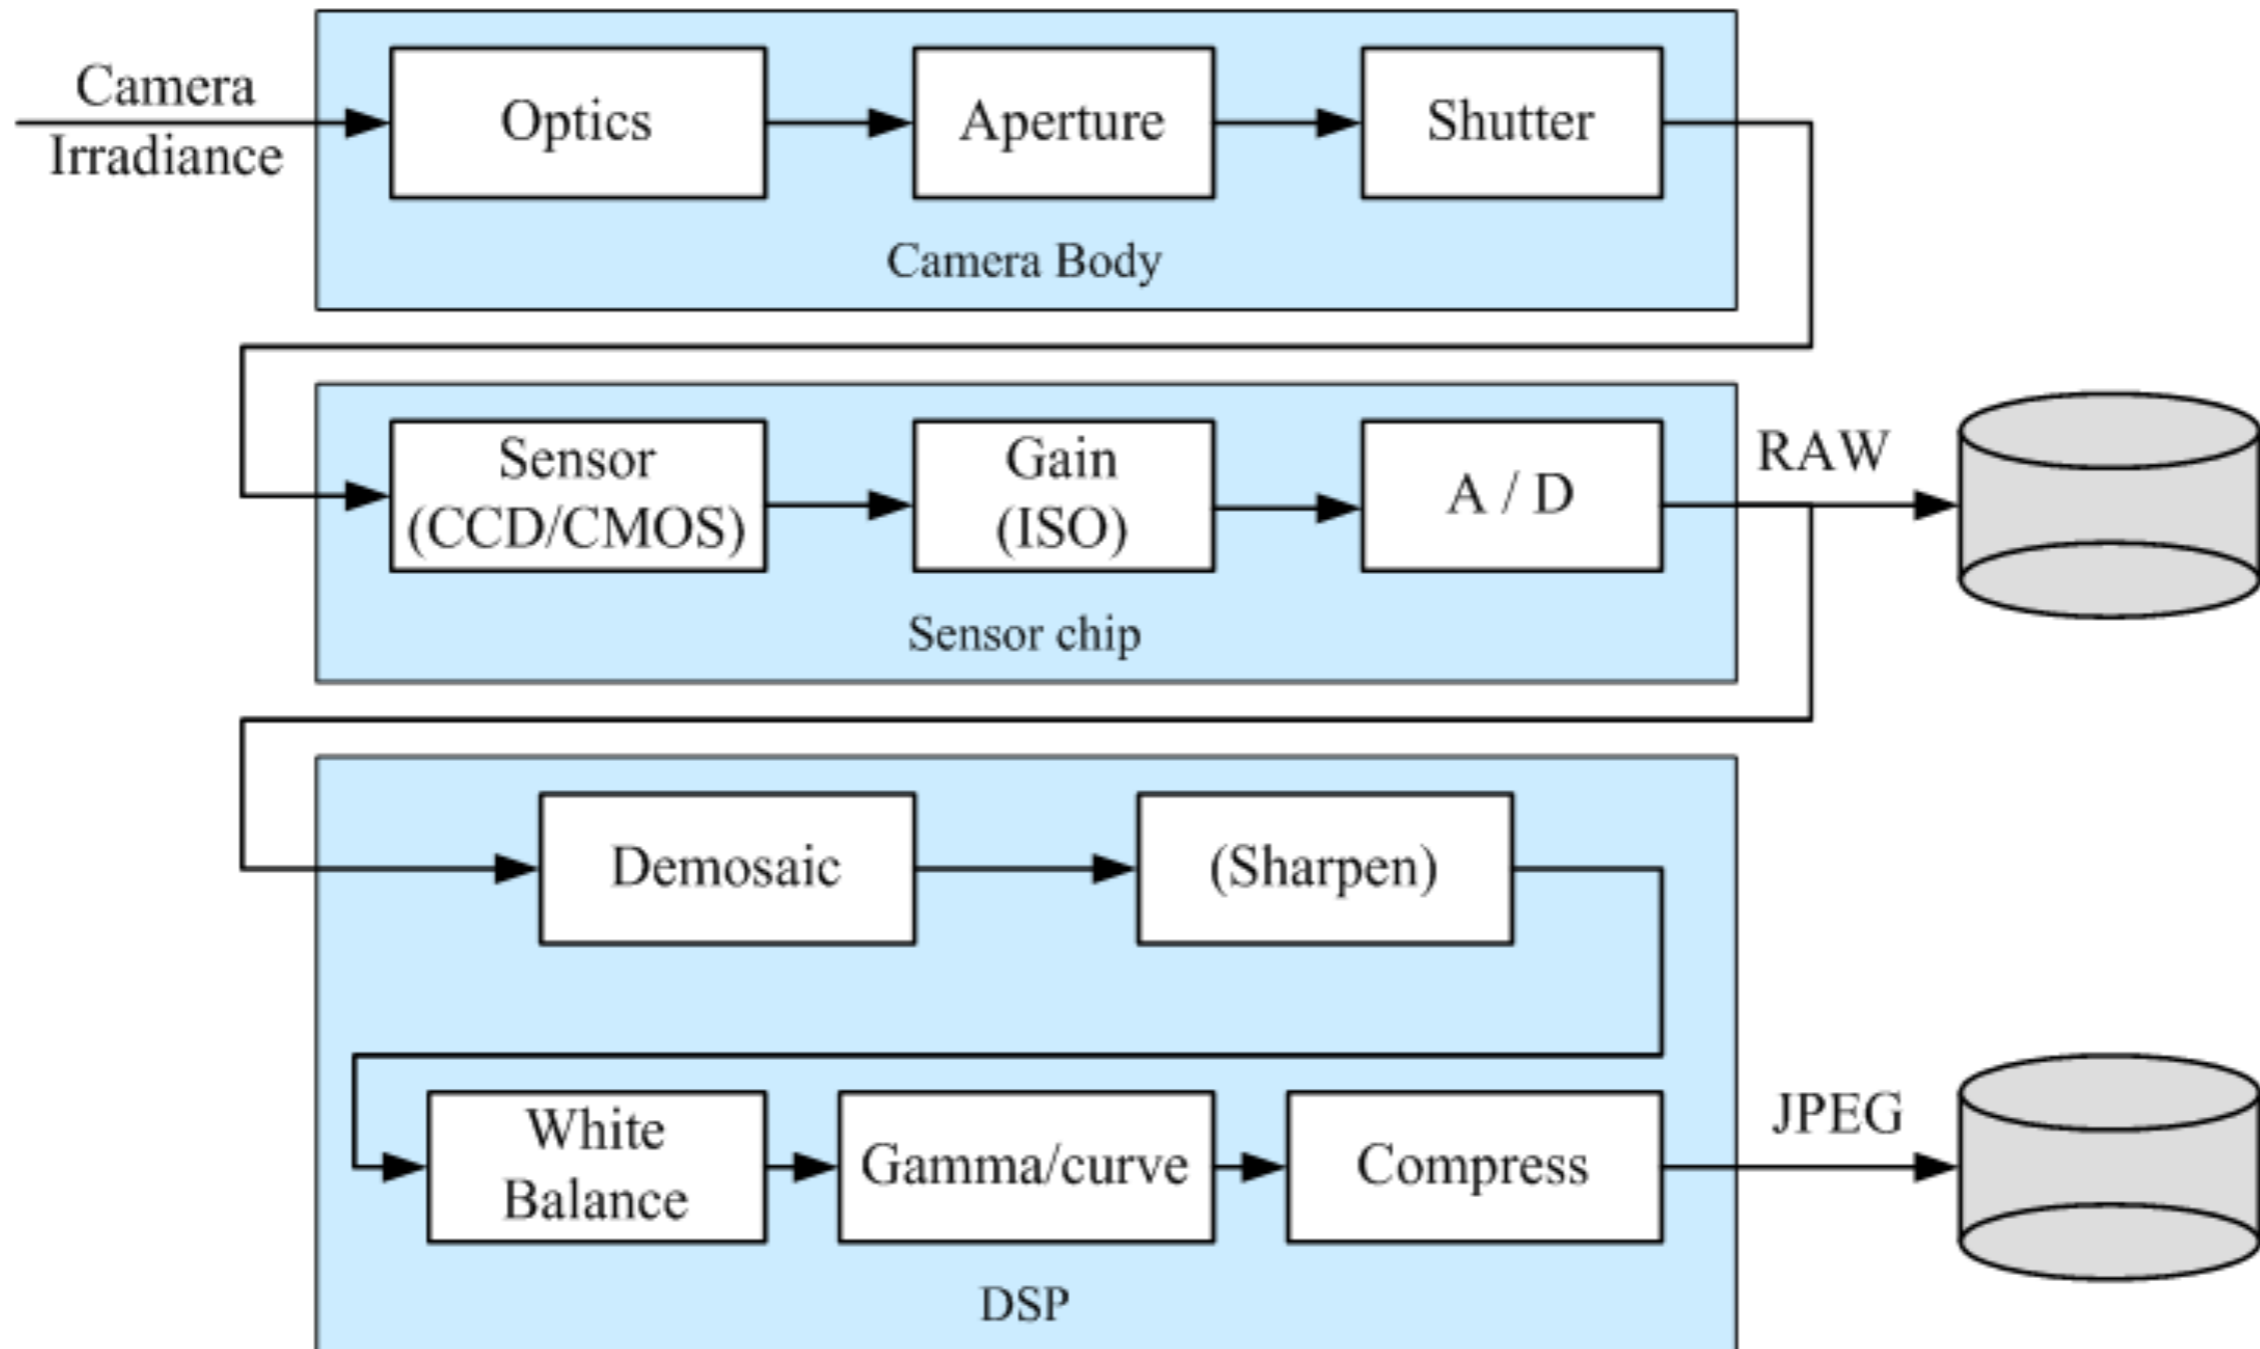 Camera
Irradiance
Optics
Aperture
Shutter
Camera Body
Sensor
(CCD/CMOS)
Gain
(ISO)
A / D
RAW
Sensor chip
Demosaic
(Sharpen)
White
Balance
Gamma/curve
Compress
JPEG
DSP